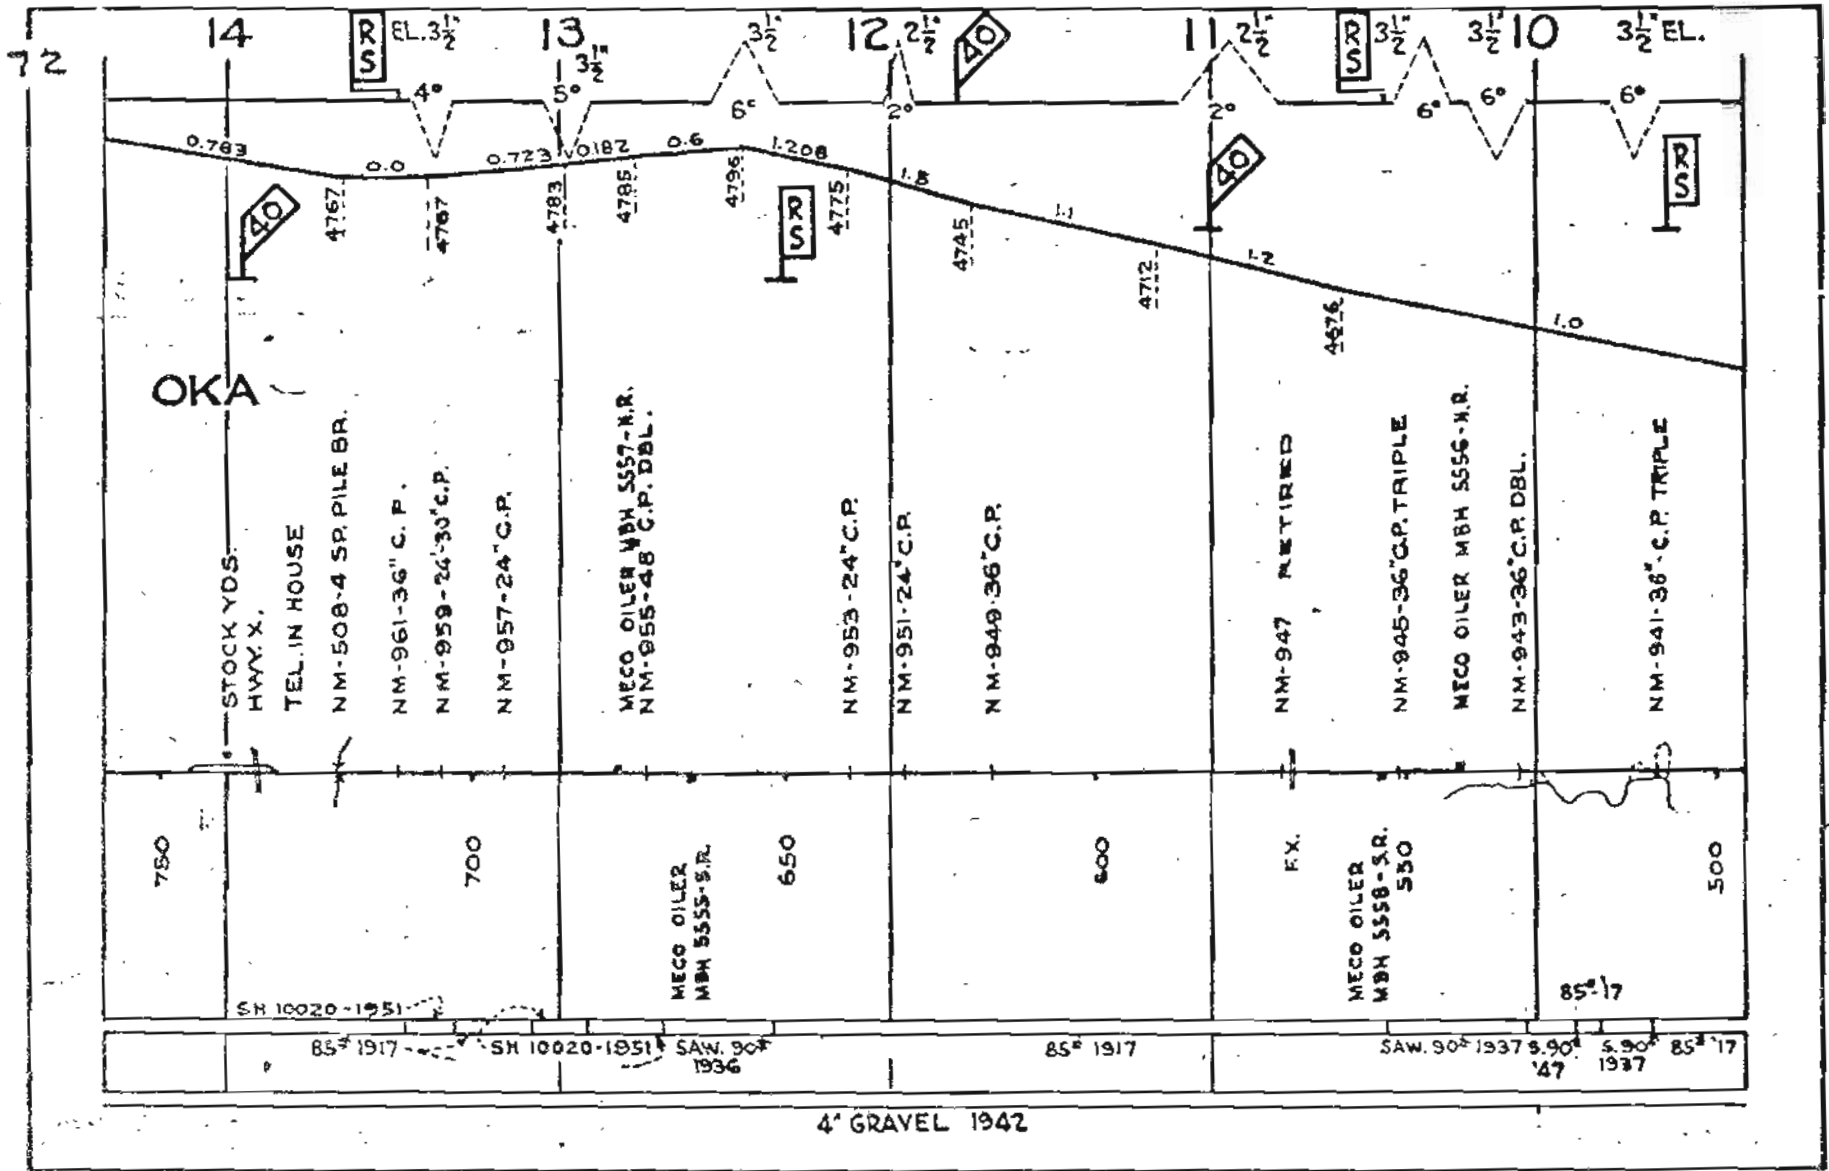 72
14
RS
EL. 3½"
13
3½"
3½"
12
2½"
40
11
2½"
RS
3½"
3½"
10
3½" EL.
4°
5°
6°
2°
2°
6°
6°
6°
0.783
0.0
0.723
0.182
0.6
1.208
1.5
1.1
1.2
1.0
40
4767
4767
4783
4785
4796
RS
4775
4745
4712
40
4676
RS
OKA
STOCK YDS.
HWY. X.
TEL. IN HOUSE
NM-508-4 SP. PILE BR.
NM-961-36" C. P.
NM-959-24'-30" C.P.
NM-957-24" C.P.
MECO OILER MBH 5557-N.R.
NM-955-48" C.P. DBL.
NM-953-24" C.P.
NM-951-24" C.P.
NM-949-36" C.P.
NM-947 RETIRED
NM-945-36" C.P. TRIPLE
MECO OILER MBH 5556-N.R.
NM-943-36" C.P. DBL.
NM-941-36"-C.P. TRIPLE
750
700
MECO OILER
MBH 5555-S.R.
650
600
F.X.
MECO OILER
MBH 5558-S.R.
550
500
SH 10020-1951
85#-17
85# 1917
SH 10020-1951
SAW. 90#
1936
85# 1917
SAW. 90# 1937
S. 90#
'47
S. 90#
1937
85# '17
4" GRAVEL 1942